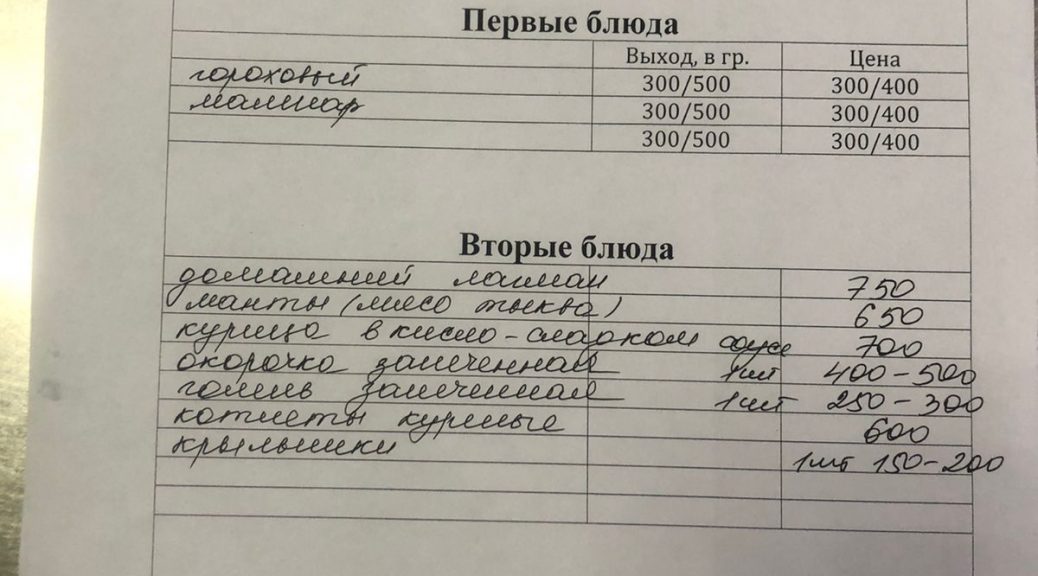 Первые блюда
Выход, в гр. Цена
гороховый 300/500 300/400
машпар 300/500 300/400
300/500 300/400
Вторые блюда
домашний лагман 750
манты (мясо тыква) 650
курица в кисло-сладком соусе 700
окорочка запеченная 1шт 400-500
голень запеченная 1шт 250-300
котлеты куриные 600
крылышки 1шт 150-200